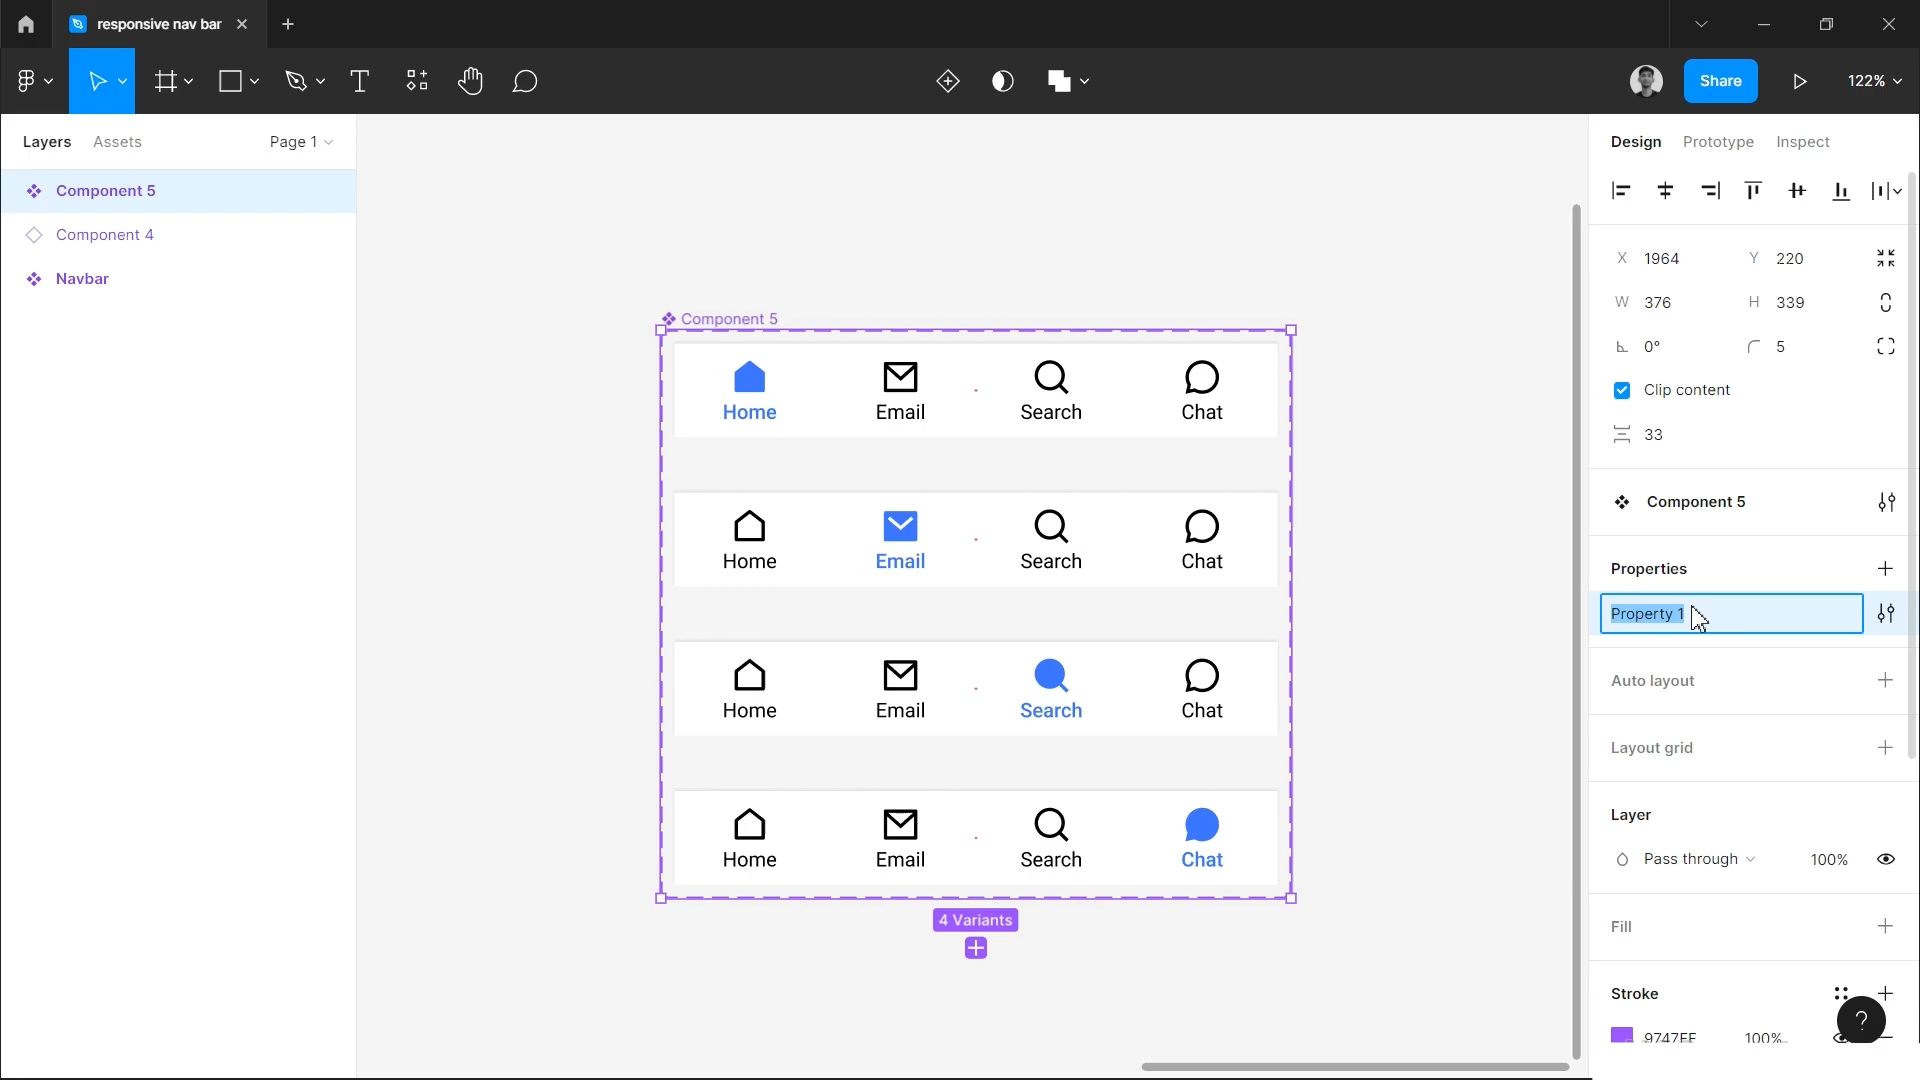 responsive nav bar
Share
122%
Layers
Assets
Page 1
Component 5
Component 4
Navbar
Component 5
Home
Email
Search
Chat
Home
Email
Search
Chat
Home
Email
Search
Chat
Home
Email
Search
Chat
4 Variants
Design
Prototype
Inspect
X 1964
Y 220
W 376
H 339
0°
5
Clip content
33
Component 5
Properties
Property 1
Auto layout
Layout grid
Layer
Pass through
100%
Fill
Stroke
9747FF
100%
?